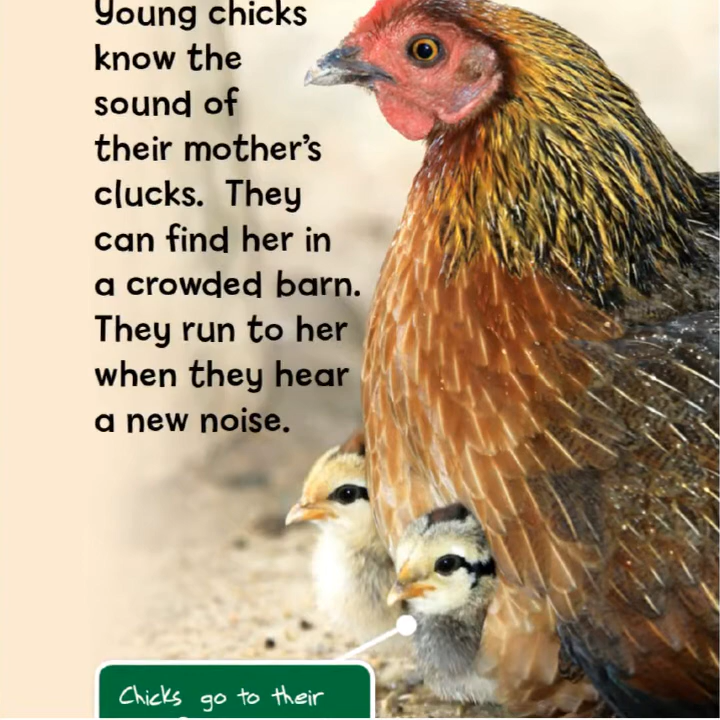 Young chicks
know the
sound of
their mother's
clucks. They
can find her in
a crowded barn.
They run to her
when they hear
a new noise.
Chicks go to their